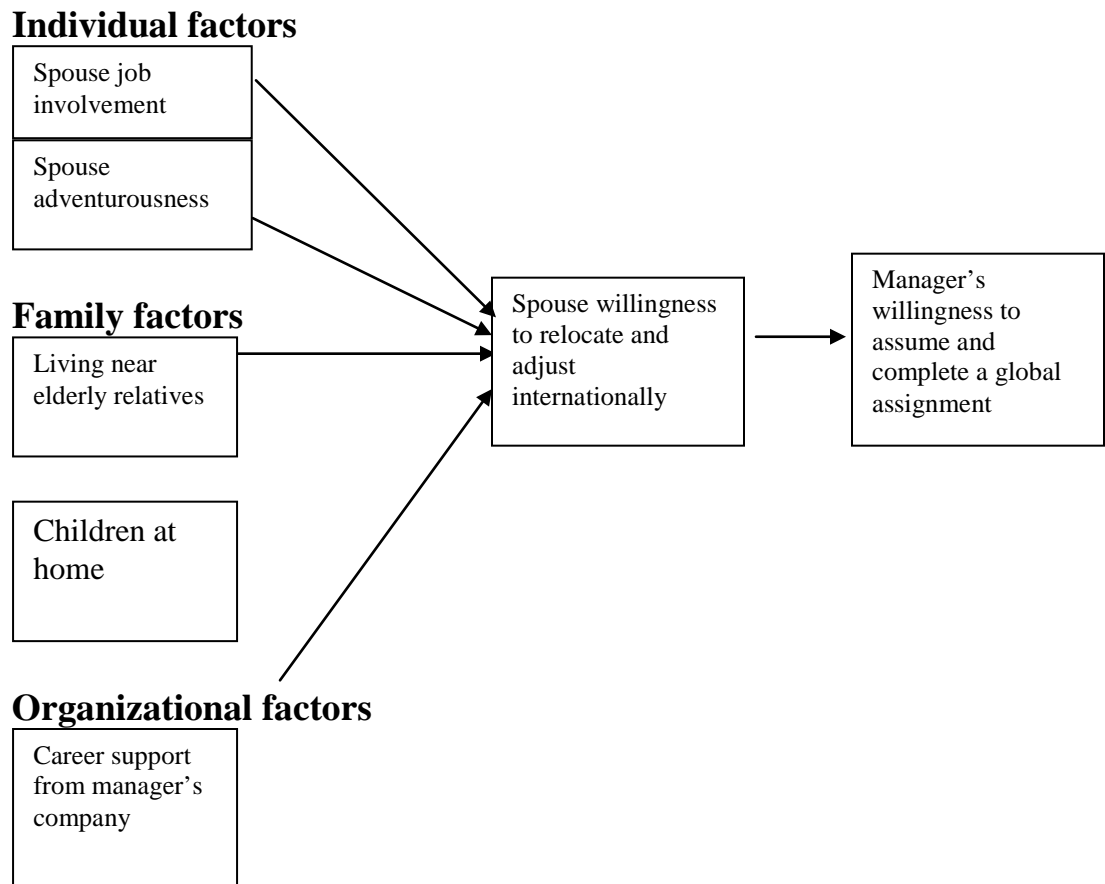 Individual factors
Spouse job
involvement
Spouse
adventurousness
Family factors
Living near
elderly relatives
Children at
home
Organizational factors
Career support
from manager’s
company
Spouse willingness
to relocate and
adjust
internationally
Manager’s
willingness to
assume and
complete a global
assignment